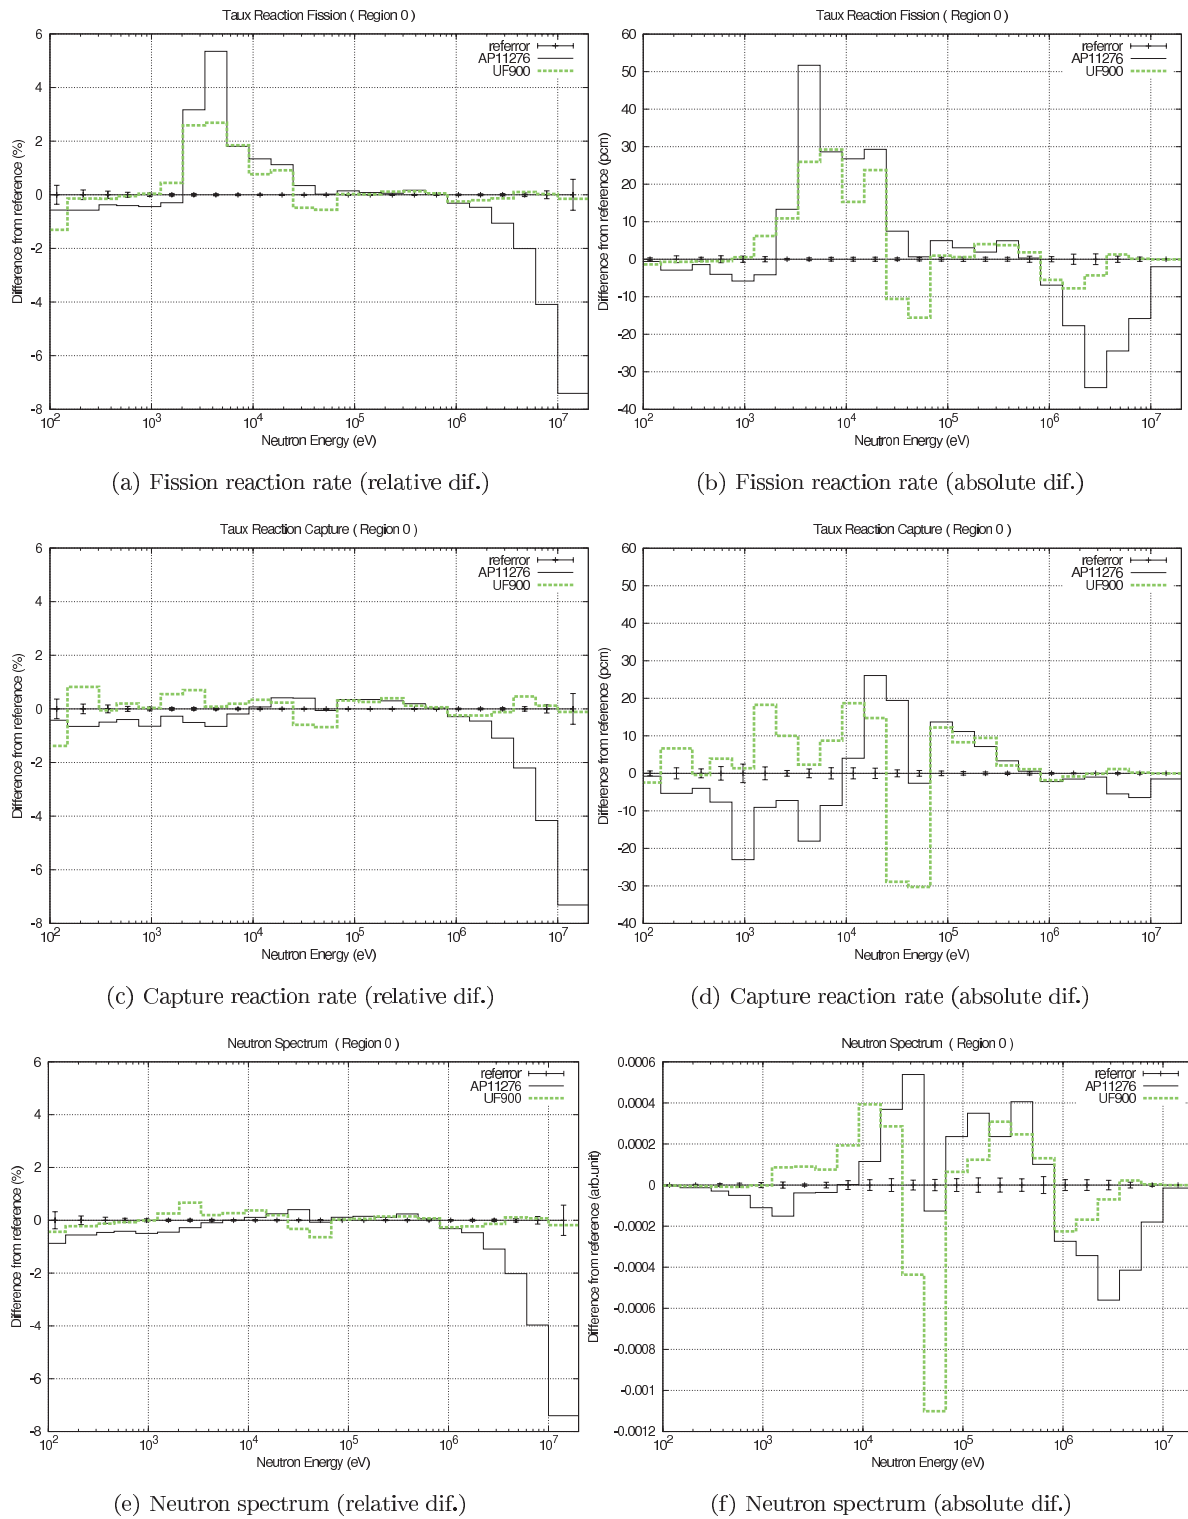 Taux Reaction Fission ( Region 0 )
Difference from reference (%)
6
4
2
0
-2
-4
-6
-8
referror
AP11276
UF900
10^2 10^3 10^4 10^5 10^6 10^7
Neutron Energy (eV)
(a) Fission reaction rate (relative dif.)
Taux Reaction Fission ( Region 0 )
Difference from reference (pcm)
60
50
40
30
20
10
0
-10
-20
-30
-40
referror
AP11276
UF900
10^2 10^3 10^4 10^5 10^6 10^7
Neutron Energy (eV)
(b) Fission reaction rate (absolute dif.)
Taux Reaction Capture ( Region 0 )
Difference from reference (%)
6
4
2
0
-2
-4
-6
-8
referror
AP11276
UF900
10^2 10^3 10^4 10^5 10^6 10^7
Neutron Energy (eV)
(c) Capture reaction rate (relative dif.)
Taux Reaction Capture ( Region 0 )
Difference from reference (pcm)
60
50
40
30
20
10
0
-10
-20
-30
-40
referror
AP11276
UF900
10^2 10^3 10^4 10^5 10^6 10^7
Neutron Energy (eV)
(d) Capture reaction rate (absolute dif.)
Neutron Spectrum ( Region 0 )
Difference from reference (%)
6
4
2
0
-2
-4
-6
-8
referror
AP11276
UF900
10^2 10^3 10^4 10^5 10^6 10^7
Neutron Energy (eV)
(e) Neutron spectrum (relative dif.)
Neutron Spectrum ( Region 0 )
Difference from reference (arb.unit)
0.0006
0.0004
0.0002
0
-0.0002
-0.0004
-0.0006
-0.0008
-0.001
-0.0012
referror
AP11276
UF900
10^2 10^3 10^4 10^5 10^6 10^7
Neutron Energy (eV)
(f) Neutron spectrum (absolute dif.)